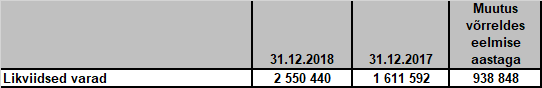 Muutus
võrreldes
eelmise
31.12.2018 31.12.2017 aastaga
Likviidsed varad 2 550 440 1 611 592 938 848